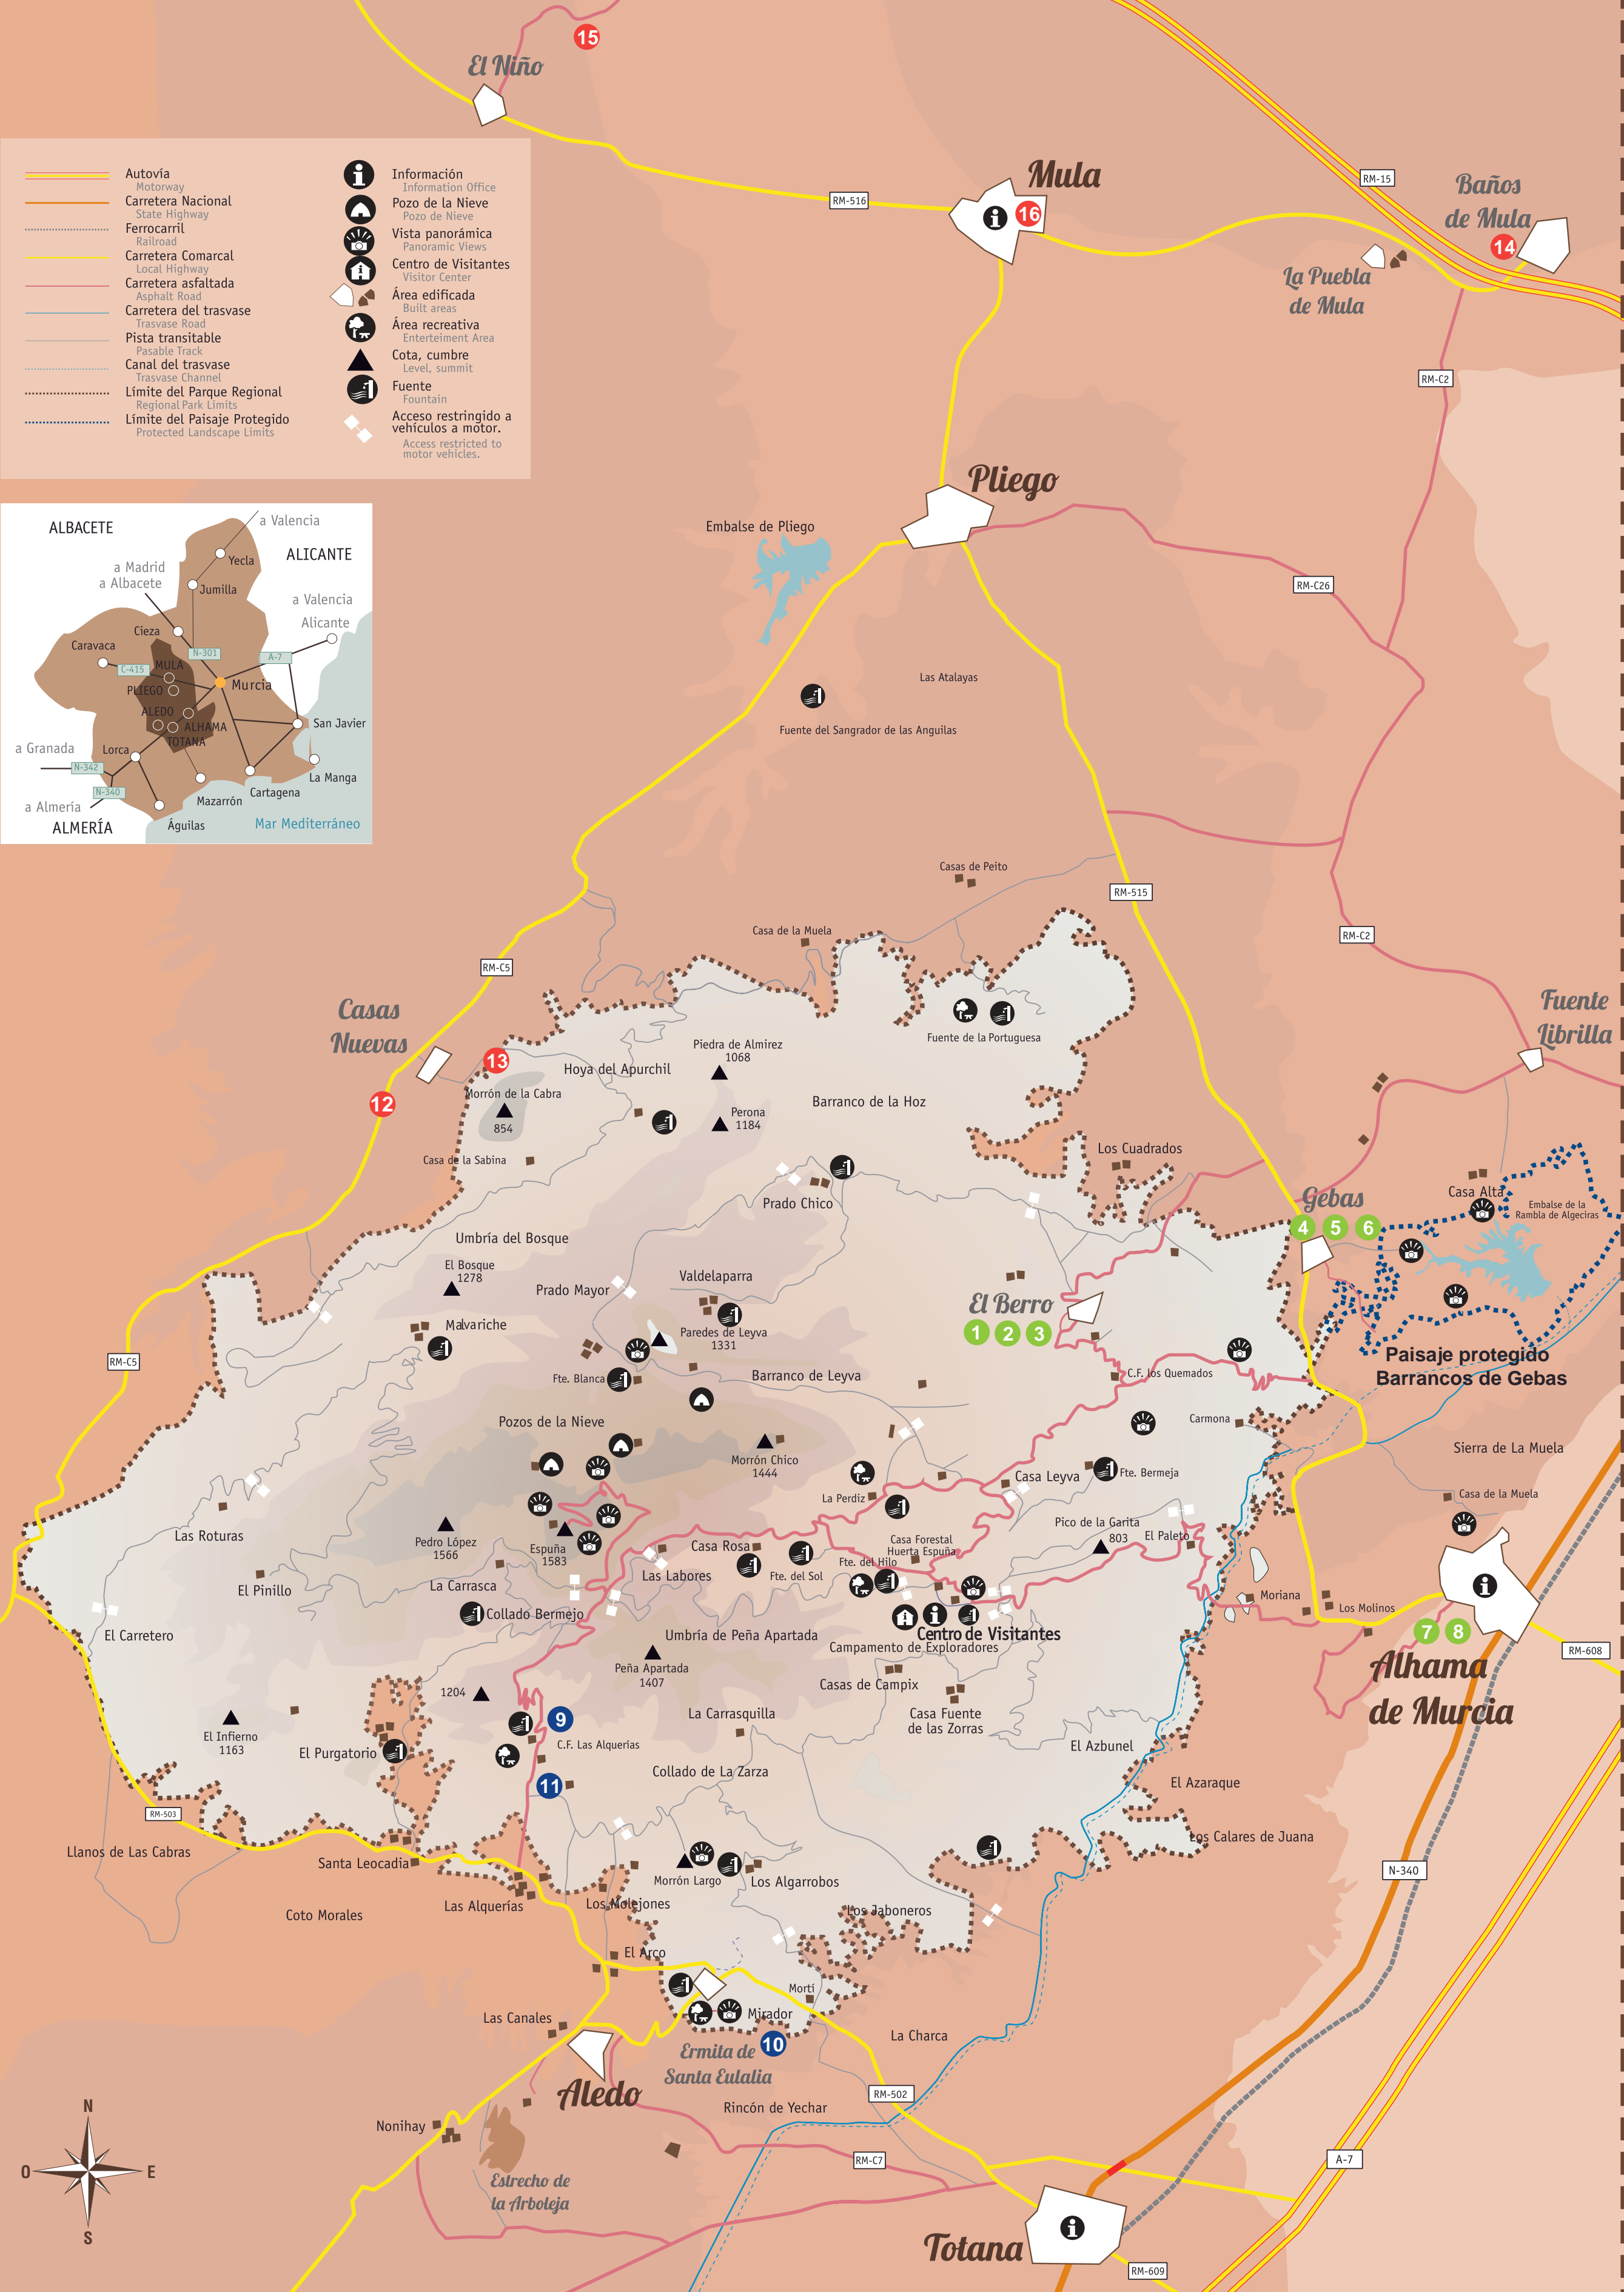 15
El Niño
Autovía
Motorway
Carretera Nacional
State Highway
Ferrocarril
Railroad
Carretera Comarcal
Local Highway
Carretera asfaltada
Asphalt Road
Carretera del trasvase
Trasvase Road
Pista transitable
Pasable Track
Canal del trasvase
Trasvase Channel
Límite del Parque Regional
Regional Park Limits
Límite del Paisaje Protegido
Protected Landscape Limits
Información
Information Office
Pozo de la Nieve
Pozo de Nieve
Vista panorámica
Panoramic Views
Centro de Visitantes
Visitor Center
Área edificada
Built areas
Área recreativa
Enterteiment Area
Cota, cumbre
Level, summit
Fuente
Fountain
Acceso restringido a
vehículos a motor.
Access restricted to
motor vehicles.
RM-516
Mula
16
RM-15
Baños
de Mula
14
La Puebla
de Mula
RM-C2
Pliego
Embalse de Pliego
RM-C26
ALBACETE
a Valencia
ALICANTE
Yecla
a Madrid
a Albacete
Jumilla
a Valencia
Alicante
Cieza
Caravaca
N-301
A-7
C-415
MULA
PLIEGO
Murcia
ALEDO
ALHAMA
TOTANA
San Javier
a Granada
Lorca
N-342
La Manga
N-340
Cartagena
Mazarrón
a Almería
ALMERÍA
Águilas
Mar Mediterráneo
Las Atalayas
Fuente del Sangrador de las Anguilas
Casas de Peito
RM-515
Casa de la Muela
RM-C2
RM-C5
Casas
Nuevas
Fuente
Librilla
Fuente de la Portuguesa
13
12
Piedra de Almirez
1068
Hoya del Apurchil
Morrón de la Cabra
854
Barranco de la Hoz
Perona
1184
Casa de la Sabina
Los Cuadrados
Prado Chico
Gebas
4
5
6
Casa Alta
Embalse de la
Rambla de Algeciras
Umbría del Bosque
El Bosque
1278
Prado Mayor
Valdelaparra
El Berro
1
2
3
Malvariche
Paredes de Leyva
1331
RM-C5
Paisaje protegido
Barrancos de Gebas
Fte. Blanca
Barranco de Leyva
C.F. los Quemados
Pozos de la Nieve
Carmona
Morrón Chico
1444
Sierra de La Muela
Casa Leyva
Fte. Bermeja
La Perdiz
Casa de la Muela
Las Roturas
Pedro López
1566
Espuña
1583
Casa Rosa
Casa Forestal
Huerta Espuña
Pico de la Garita
803
El Paleto
Fte. del Hilo
Fte. del Sol
Las Labores
La Carrasca
El Pinillo
Moriana
Los Molinos
Collado Bermejo
El Carretero
Umbría de Peña Apartada
Centro de Visitantes
Campamento de Exploradores
7
8
RM-608
Peña Apartada
1407
Casas de Campix
Alhama
de Murcia
1204
El Infierno
1163
9
La Carrasquilla
Casa Fuente
de las Zorras
C.F. Las Alquerías
El Purgatorio
El Azbunel
11
Collado de La Zarza
El Azaraque
RM-503
Los Calares de Juana
Llanos de Las Cabras
Santa Leocadia
N-340
Morrón Largo
Los Algarrobos
Las Alquerías
Los Molejones
Coto Morales
Los Jaboneros
El Arco
Mortí
Mirador
Las Canales
10
Ermita de
Santa Eulalia
La Charca
Aledo
RM-502
Rincón de Yechar
Nonihay
N
O
E
S
RM-C7
A-7
Estrecho de
la Arboleja
Totana
RM-609